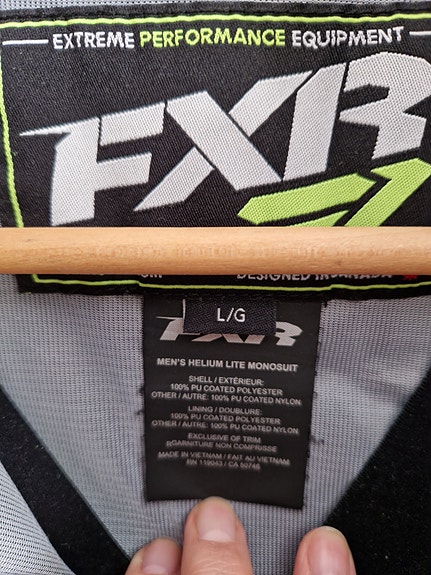 EXTREME PERFORMANCE EQUIPMENT
FXR
DESIGNED IN CANADA
L/G
FXR
MEN'S HELIUM LITE MONOSUIT
SHELL / EXTÉRIEUR:
100% PU COATED POLYESTER
OTHER / AUTRE: 100% PU COATED NYLON
LINING / DOUBLURE:
100% PU COATED POLYESTER
OTHER / AUTRE: 100% PU COATED NYLON
EXCLUSIVE OF TRIM
GARNITURE NON COMPRISE
MADE IN VIETNAM / FAIT AU VIETNAM
RN 119043 / CA 50746